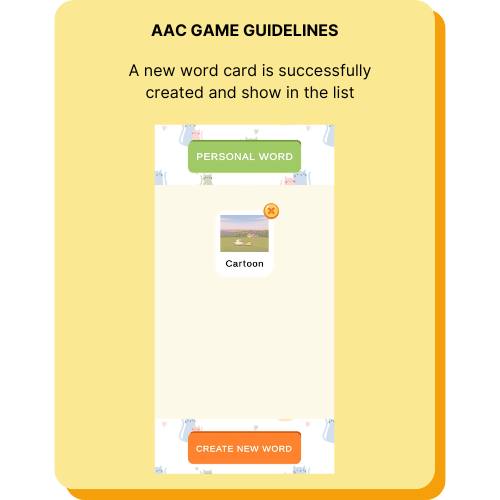 AAC GAME GUIDELINES
A new word card is successfully
created and show in the list
PERSONAL WORD
Cartoon
CREATE NEW WORD